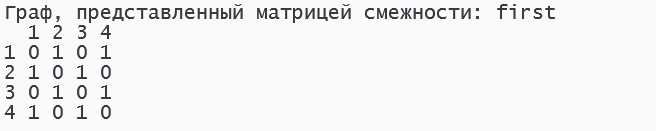 Граф, представленный матрицей смежности: first
  1 2 3 4
1 0 1 0 1
2 1 0 1 0
3 0 1 0 1
4 1 0 1 0